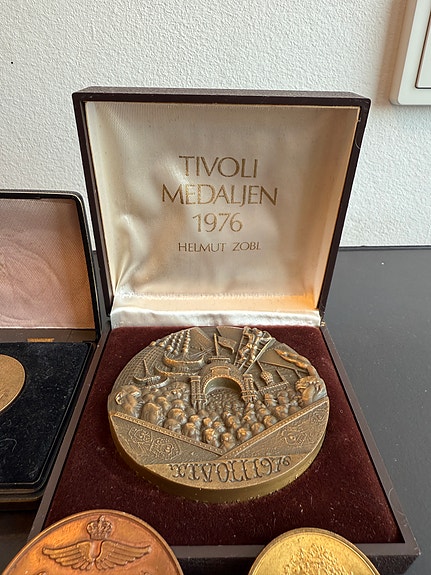 TIVOLI
MEDALJEN
1976
HELMUT ZOBL
TIVOLI 1976